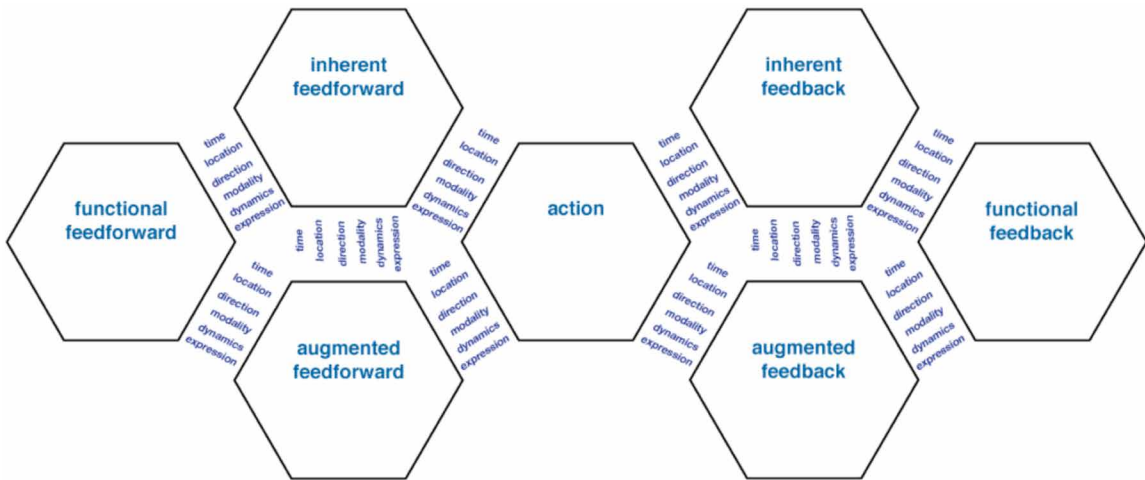 inherent
feedforward
inherent
feedback
time
location
direction
modality
dynamics
expression
time
location
direction
modality
dynamics
expression
time
location
direction
modality
dynamics
expression
time
location
direction
modality
dynamics
expression
functional
feedforward
action
functional
feedback
time
location
direction
modality
dynamics
expression
time
location
direction
modality
dynamics
expression
time
location
direction
modality
dynamics
expression
time
location
direction
modality
dynamics
expression
time
location
direction
modality
dynamics
expression
time
location
direction
modality
dynamics
expression
augmented
feedforward
augmented
feedback